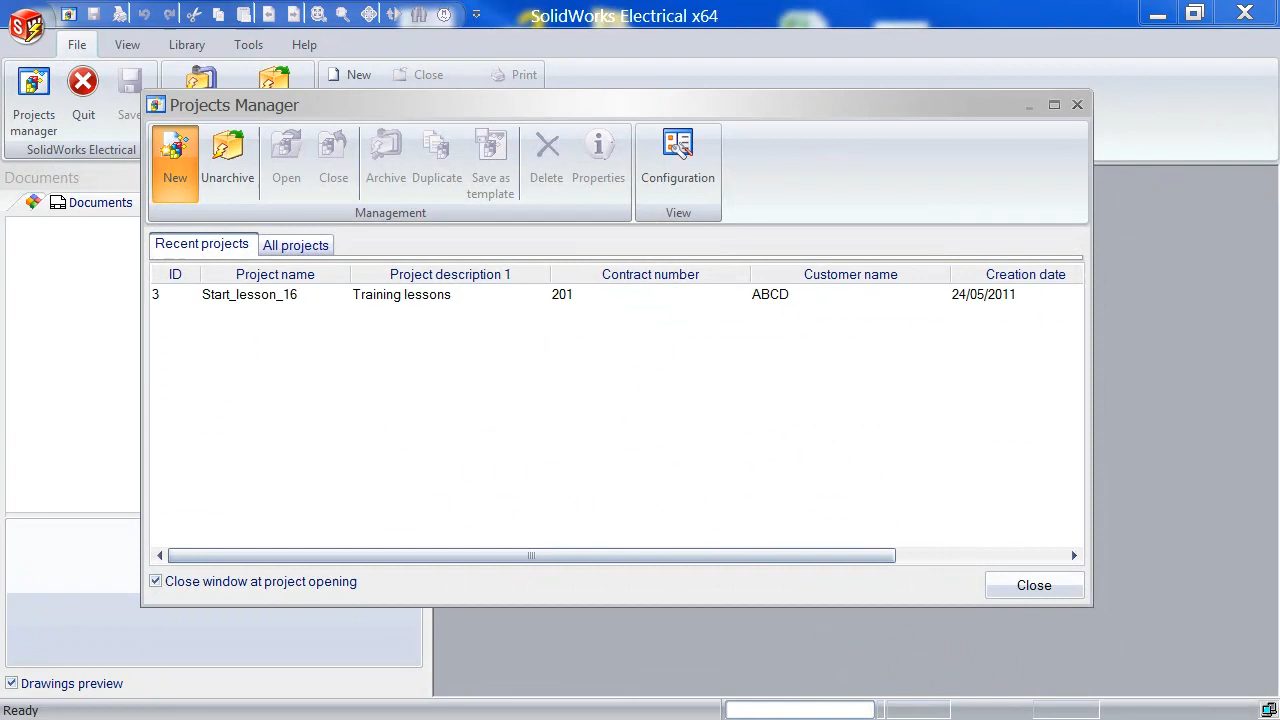 SolidWorks Electrical x64
File View Library Tools Help
Projects manager
Quit
Save
New Close Print
SolidWorks Electrical
Projects Manager
New Unarchive Open Close Archive Duplicate Save as template Delete Properties Configuration
Management View
Documents
Documents
Recent projects All projects
ID Project name Project description 1 Contract number Customer name Creation date
3 Start_lesson_16 Training lessons 201 ABCD 24/05/2011
Close window at project opening
Close
Drawings preview
Ready